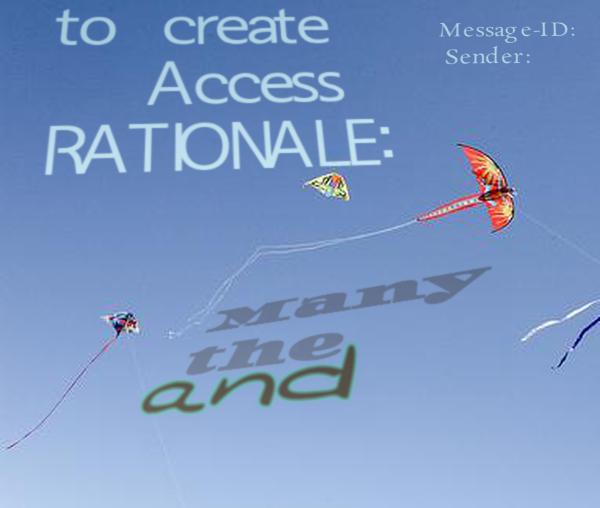 to create
Access
RATIONALE:
Message-ID:
Sender:
Many
the
and